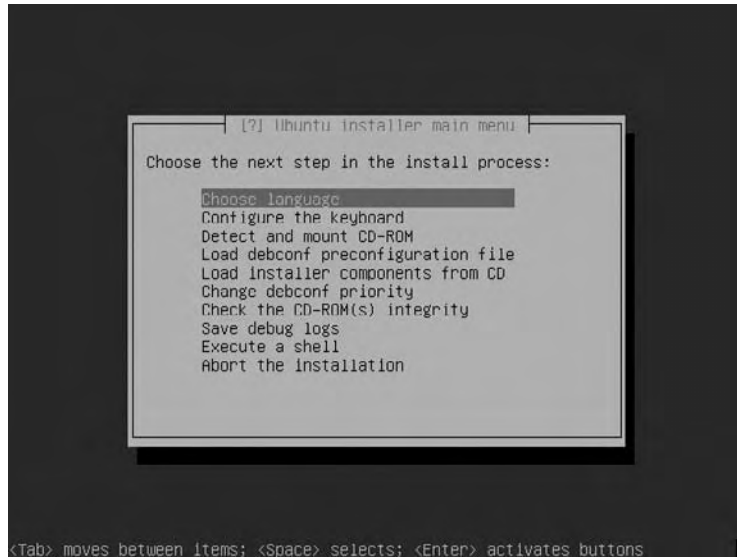 [?] Ubuntu installer main menu
Choose the next step in the install process:
Choose language
Configure the keyboard
Detect and mount CD-ROM
Load debconf preconfiguration file
Load installer components from CD
Change debconf priority
Check the CD-ROM(s) integrity
Save debug logs
Execute a shell
Abort the installation
<Tab> moves between items; <Space> selects; <Enter> activates buttons